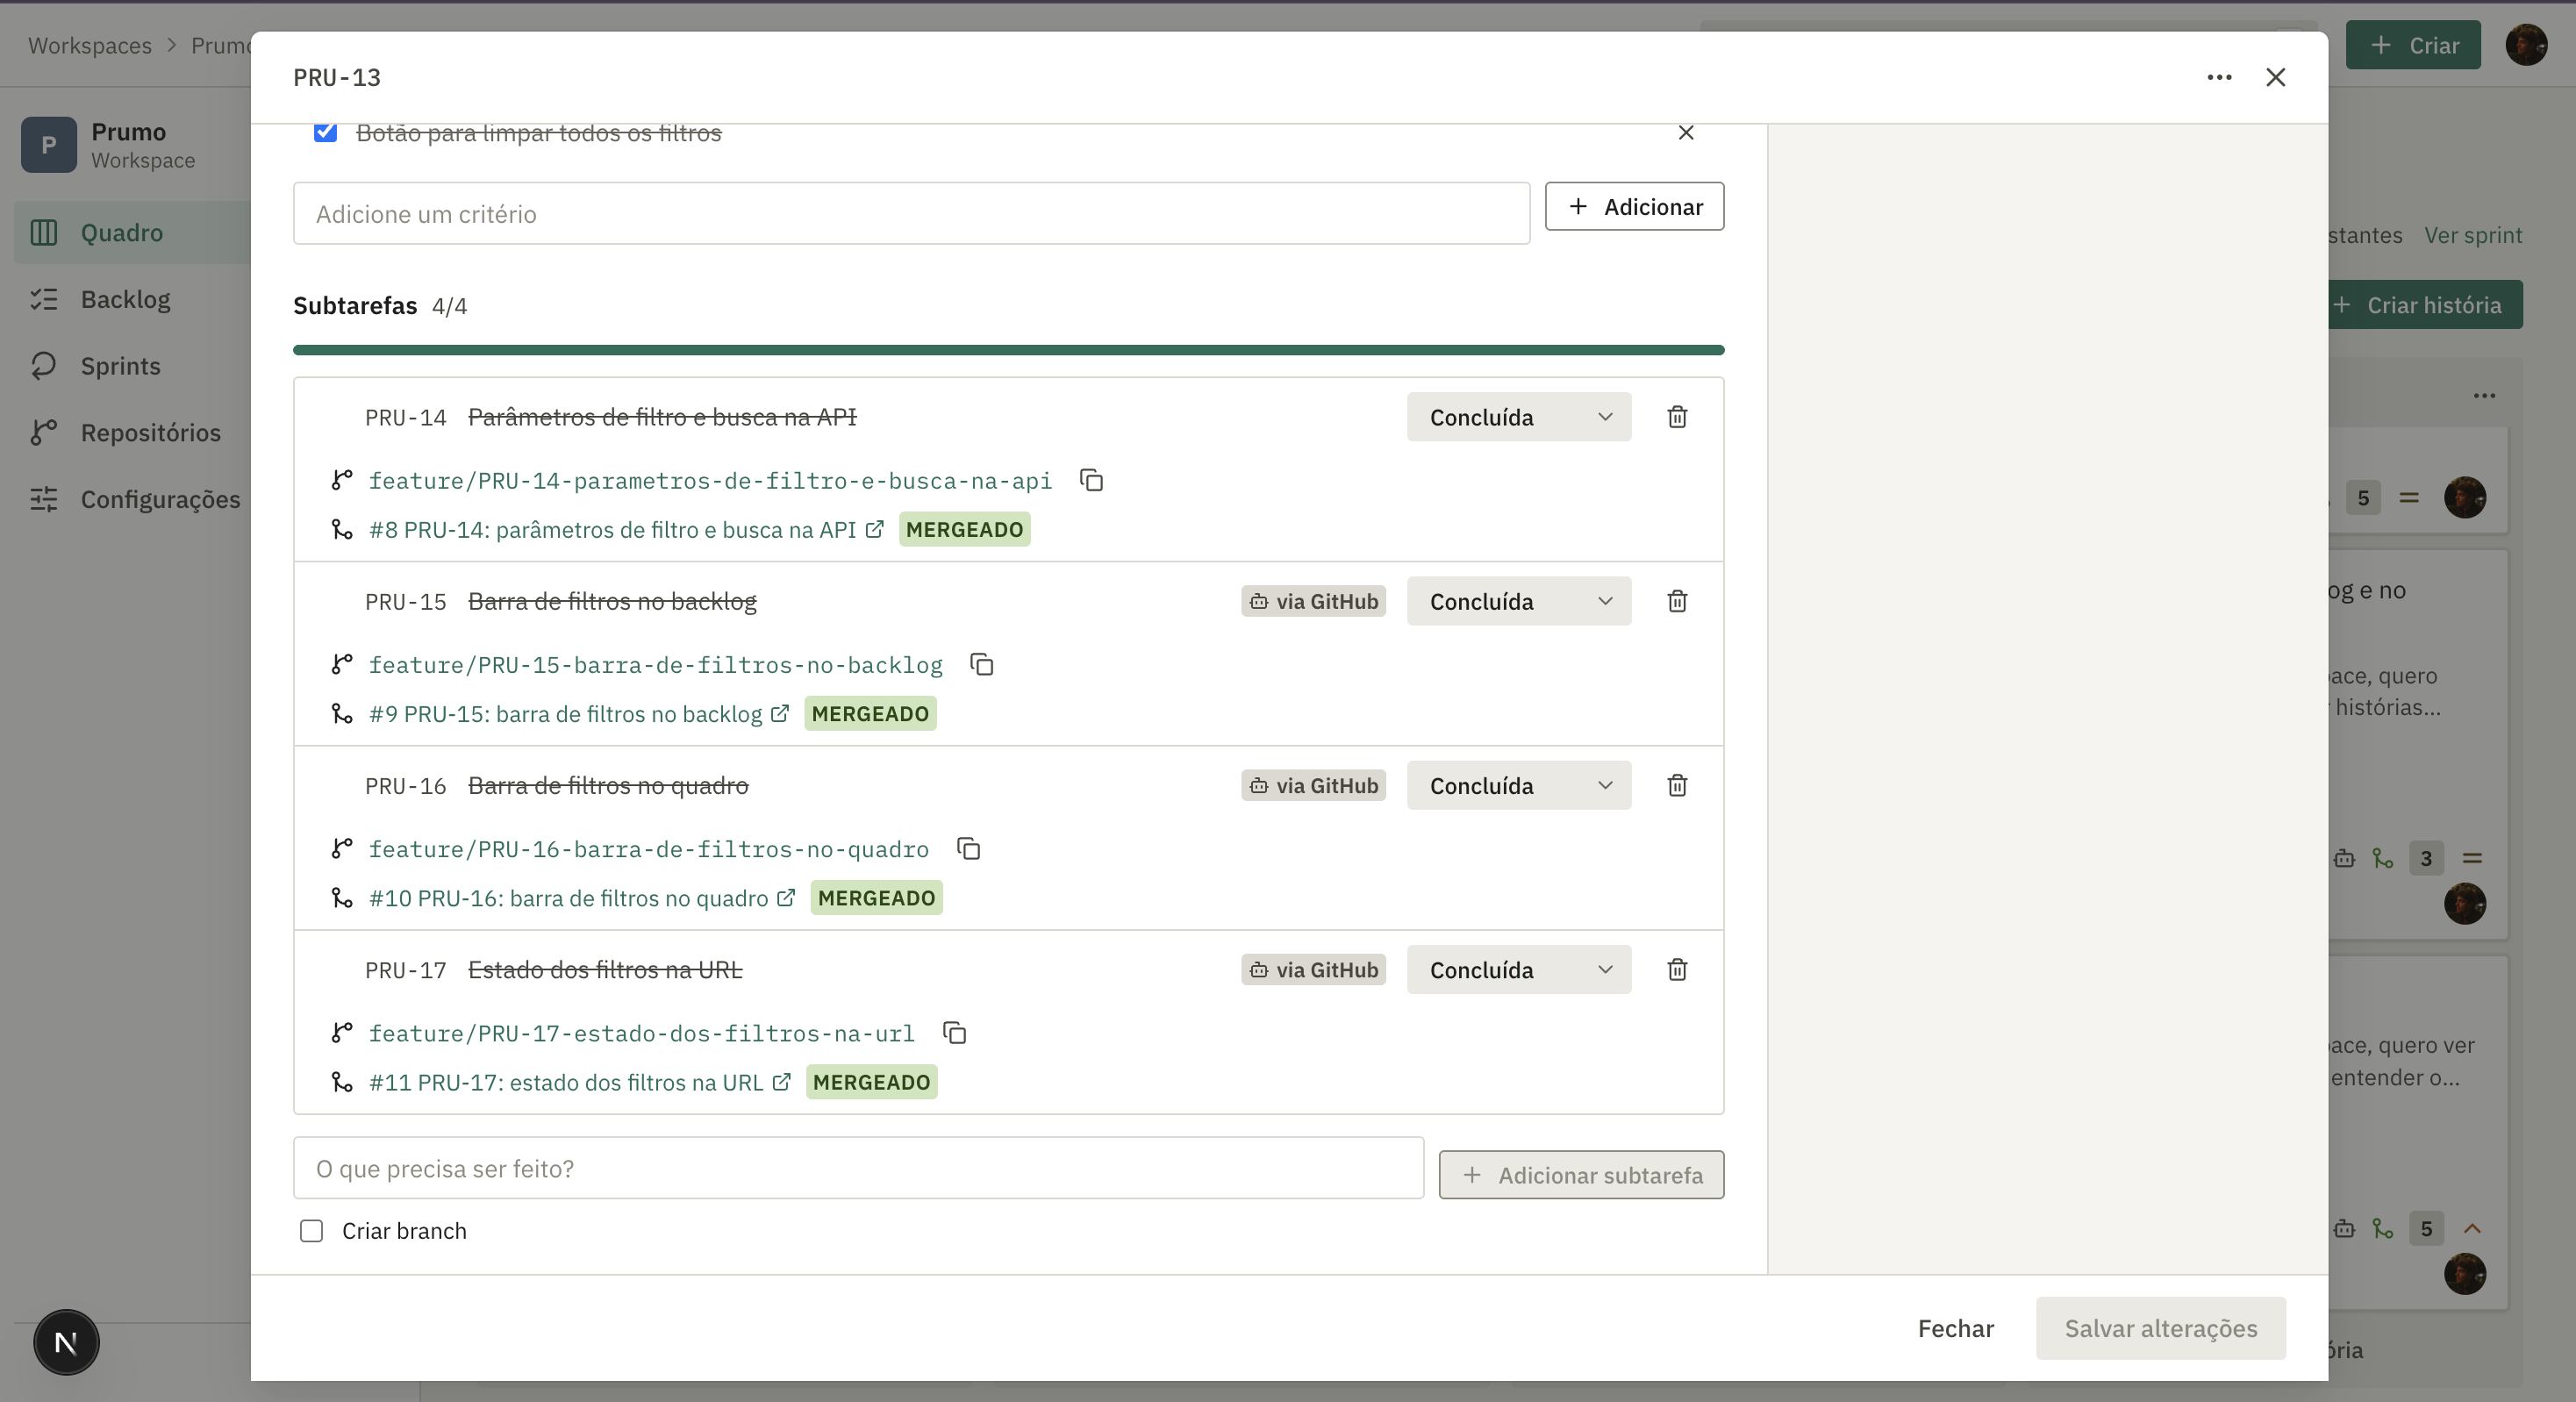 Workspaces > Prumo
+ Criar
PRU-13
P
Prumo
Workspace
Quadro
Backlog
Sprints
Repositórios
Configurações
Botão para limpar todos os filtros
Adicione um critério
+ Adicionar
Subtarefas 4/4
PRU-14 Parâmetros de filtro e busca na API
Concluída
feature/PRU-14-parametros-de-filtro-e-busca-na-api
#8 PRU-14: parâmetros de filtro e busca na API
MERGEADO
PRU-15 Barra de filtros no backlog
via GitHub
Concluída
feature/PRU-15-barra-de-filtros-no-backlog
#9 PRU-15: barra de filtros no backlog
MERGEADO
PRU-16 Barra de filtros no quadro
via GitHub
Concluída
feature/PRU-16-barra-de-filtros-no-quadro
#10 PRU-16: barra de filtros no quadro
MERGEADO
PRU-17 Estado dos filtros na URL
via GitHub
Concluída
feature/PRU-17-estado-dos-filtros-na-url
#11 PRU-17: estado dos filtros na URL
MERGEADO
O que precisa ser feito?
+ Adicionar subtarefa
Criar branch
Fechar
Salvar alterações
stantes
Ver sprint
+ Criar história
5
og e no
ace, quero
histórias...
3
ace, quero ver
entender o...
5
ória
N